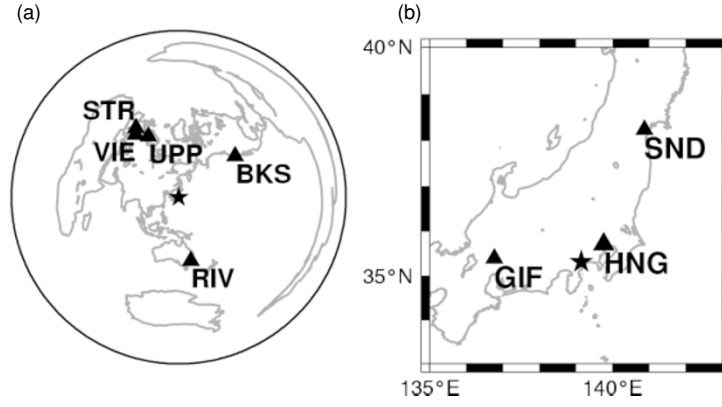 (a)
(b)
STR
VIE
UPP
BKS
RIV
40°N
35°N
SND
GIF
HNG
135°E
140°E